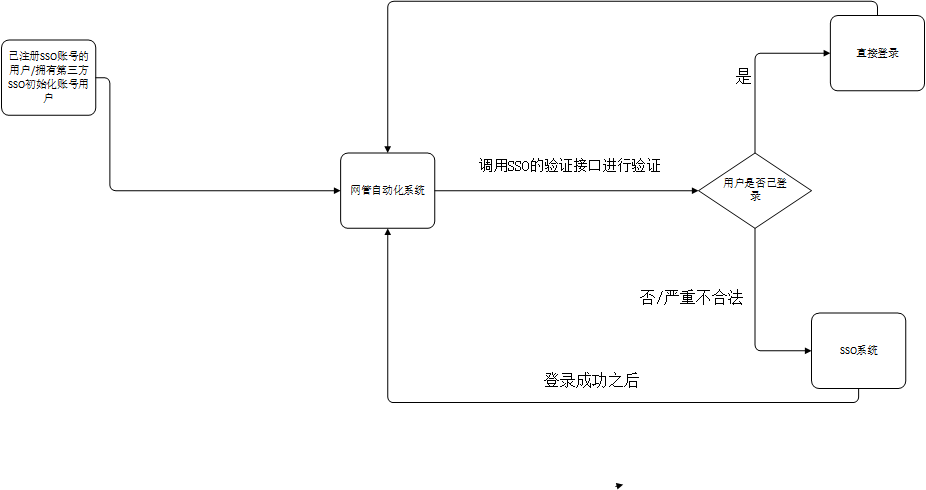 已注册SSO账号的
用户/拥有第三方
SSO初始化账号用
户
直接登录
是
调用SSO的验证接口进行验证
网管自动化系统
用户是否已登
录
否/严重不合法
SSO系统
登录成功之后